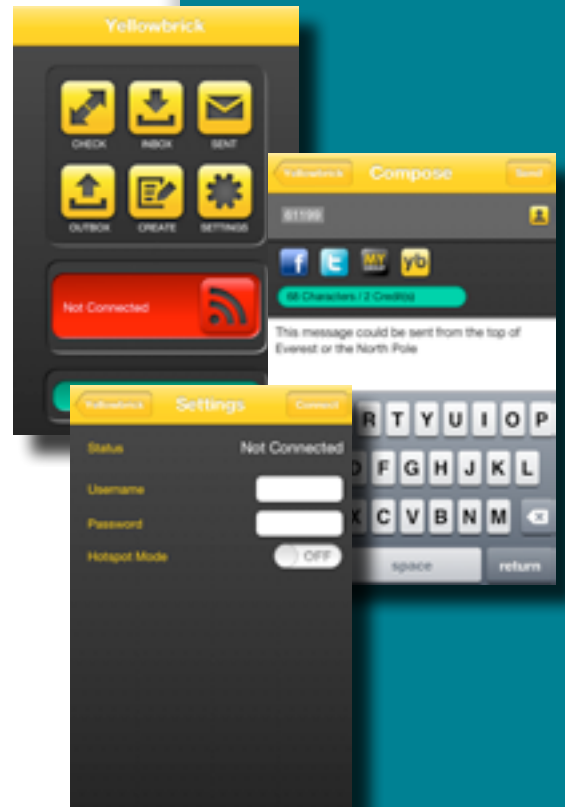 Yellowbrick
CHECK INBOX SENT
OUTBOX CREATE SETTINGS
Not Connected
Yellowbrick Compose Send
61199
f t MY yb
68 Characters / 2 Credit(s)
This message could be sent from the top of
Everest or the North Pole
R T Y U I O P
D F G H J K L
X C V B N M
space return
Yellowbrick Settings Connect
Status Not Connected
Username
Password
Hotspot Mode OFF